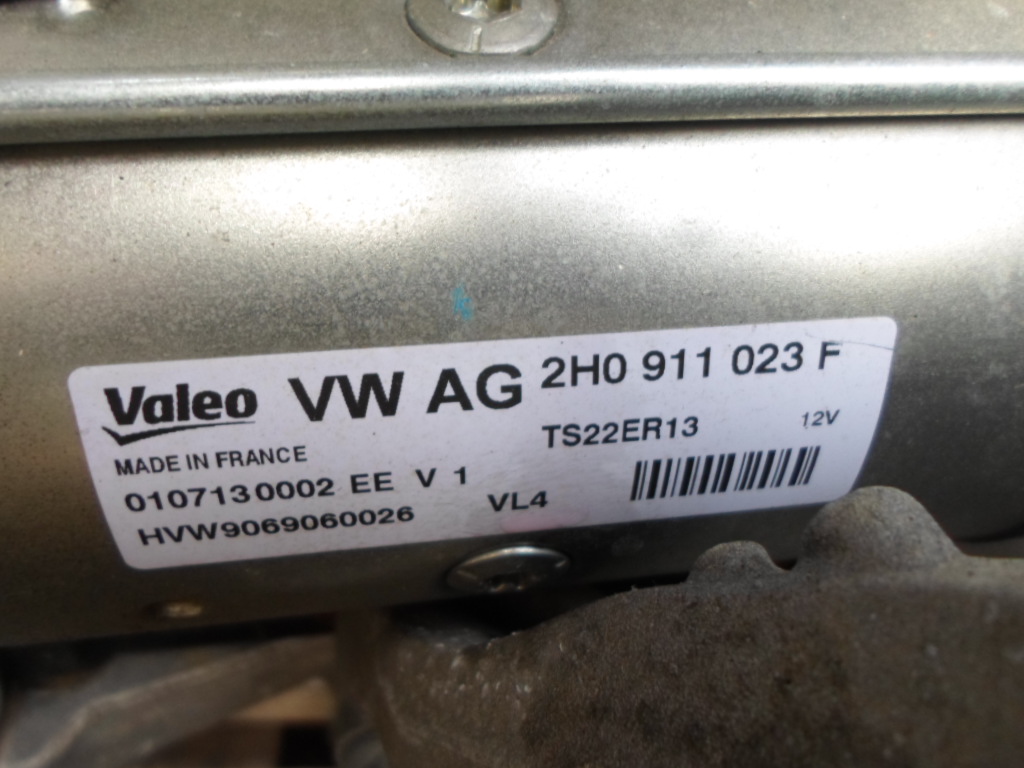 Valeo VW AG 2H0 911 023 F
TS22ER13 12V
MADE IN FRANCE
0107130002 EE V 1
HVW9069060026 VL4